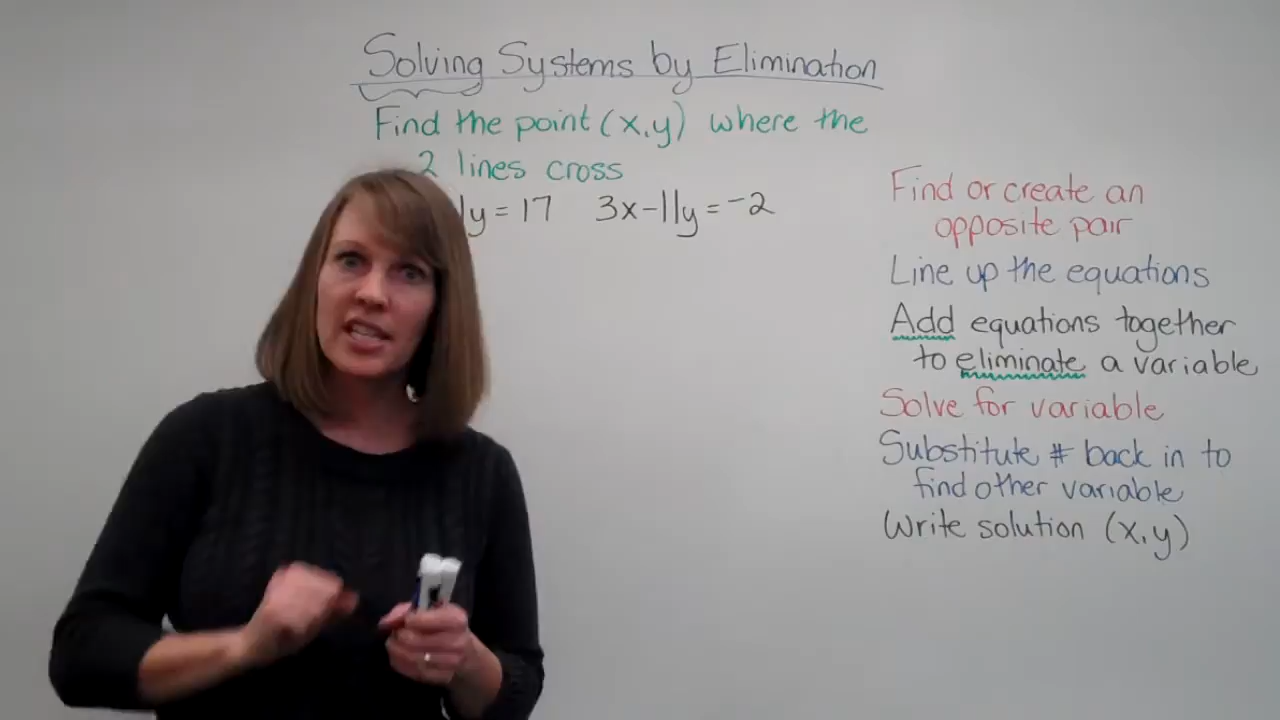 Solving Systems by Elimination
Find the point (x,y) where the
2 lines cross
y = 17 3x-11y = -2
Find or create an
opposite pair
Line up the equations
Add equations together
to eliminate a variable
Solve for variable
Substitute # back in to
find other variable
Write solution (x,y)